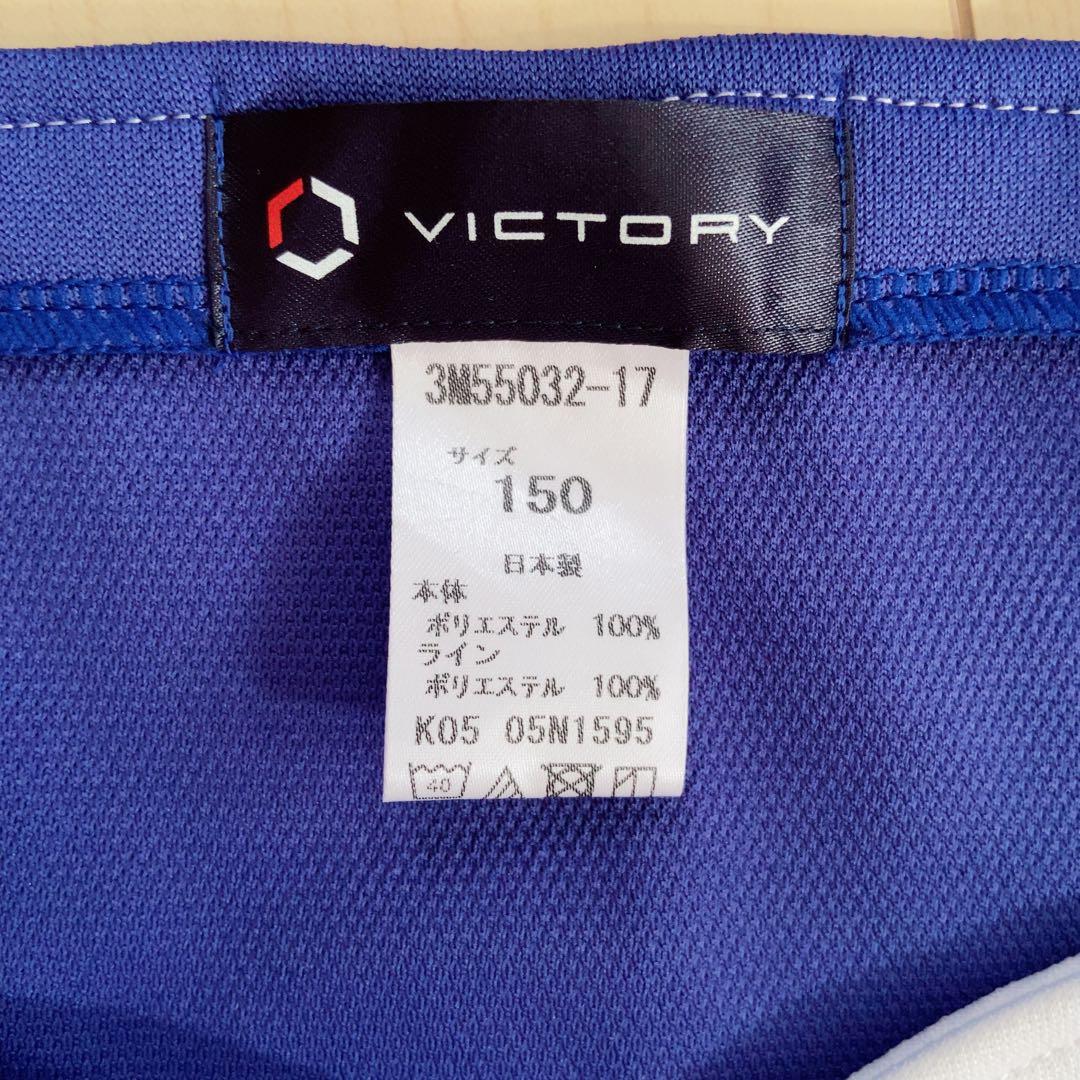 VICTORY
3M55032-17
サイズ
150
日本製
本体
ポリエステル 100%
ライン
ポリエステル 100%
K05 05N1595
40